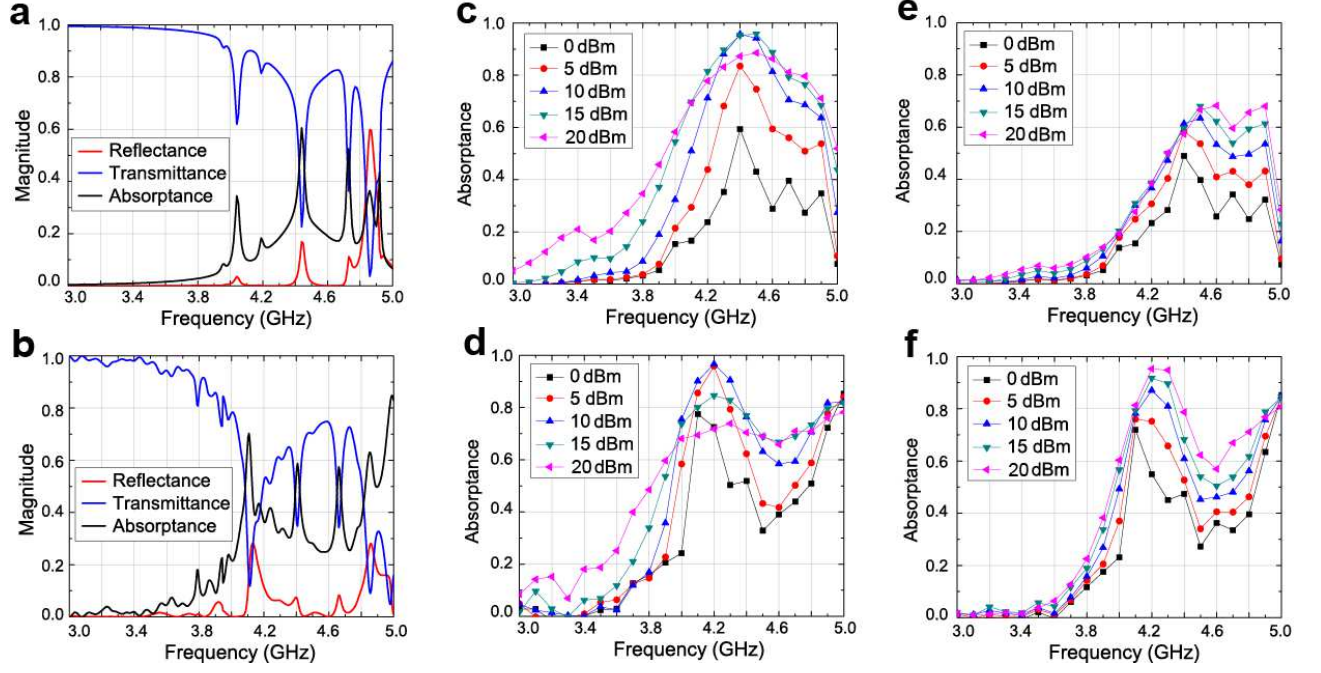 a
1.0
0.8
0.6
0.4
0.2
0.0
Magnitude
Reflectance
Transmittance
Absorptance
3.0 3.4 3.8 4.2 4.6 5.0
Frequency (GHz)
b
1.0
0.8
0.6
0.4
0.2
0.0
Magnitude
Reflectance
Transmittance
Absorptance
3.0 3.4 3.8 4.2 4.6 5.0
Frequency (GHz)
c
1.0
0.8
0.6
0.4
0.2
0.0
Absorptance
0 dBm
5 dBm
10 dBm
15 dBm
20 dBm
3.0 3.4 3.8 4.2 4.6 5.0
Frequency (GHz)
d
1.0
0.8
0.6
0.4
0.2
0.0
Absorptance
0 dBm
5 dBm
10 dBm
15 dBm
20 dBm
3.0 3.4 3.8 4.2 4.6 5.0
Frequency (GHz)
e
1.0
0.8
0.6
0.4
0.2
0.0
Absorptance
0 dBm
5 dBm
10 dBm
15 dBm
20 dBm
3.0 3.4 3.8 4.2 4.6 5.0
Frequency (GHz)
f
1.0
0.8
0.6
0.4
0.2
0.0
Absorptance
0 dBm
5 dBm
10 dBm
15 dBm
20 dBm
3.0 3.4 3.8 4.2 4.6 5.0
Frequency (GHz)